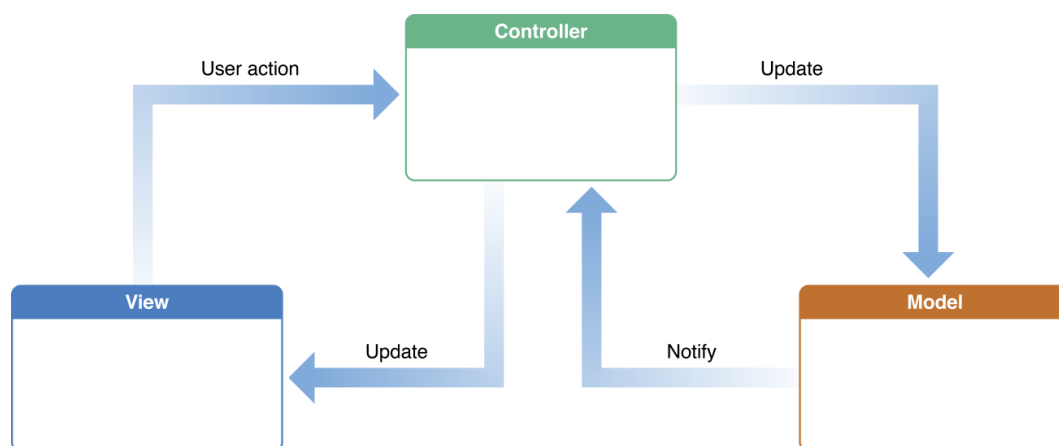 Controller
User action
Update
View
Model
Update
Notify